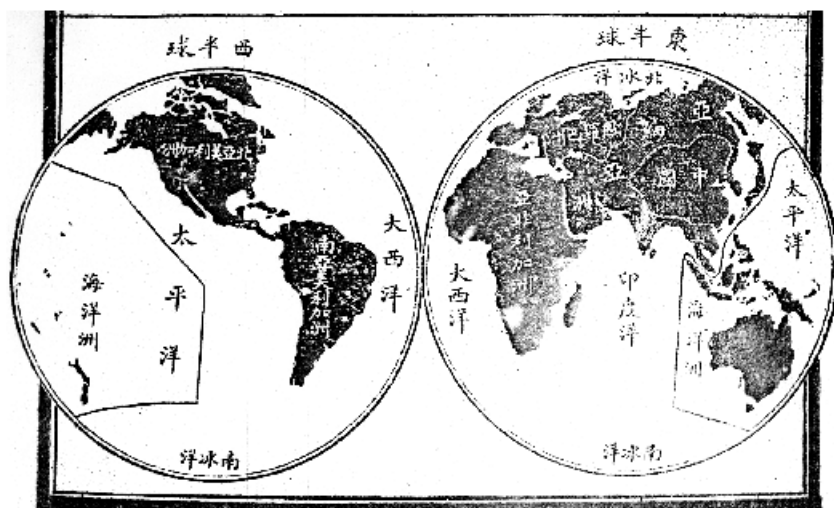 東半球
北冰洋
亞細亞洲
中國
太平洋
亞非利加洲
印度洋
大西洋
海洋洲
南冰洋
西半球
北亞美利加洲
南亞美利加洲
大西洋
太平洋
海洋洲
南冰洋